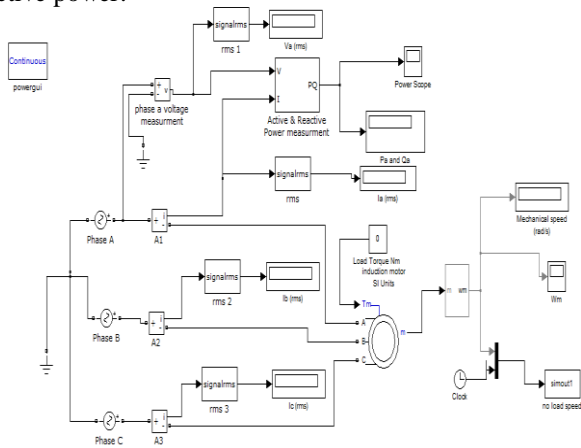 ctive power.
signalrms
rms 1
Va (rms)
Continuous
powergui
+
-
v
phase a voltage
measurment
V
I
PQ
Active & Reactive
Power measurment
Power Scope
Pa and Qa
signalrms
rms
Ia (rms)
Phase A
+
i
-
A1
0
Load Torque Nm
induction motor
SI Units
Mechanical speed
(rad/s)
signalrms
rms 2
Ib (rms)
Tm
A
B
C
m
m
wm
Wm
Phase B
+
i
-
A2
signalrms
rms 3
Ic (rms)
Clock
simout1
no load speed
Phase C
+
i
-
A3